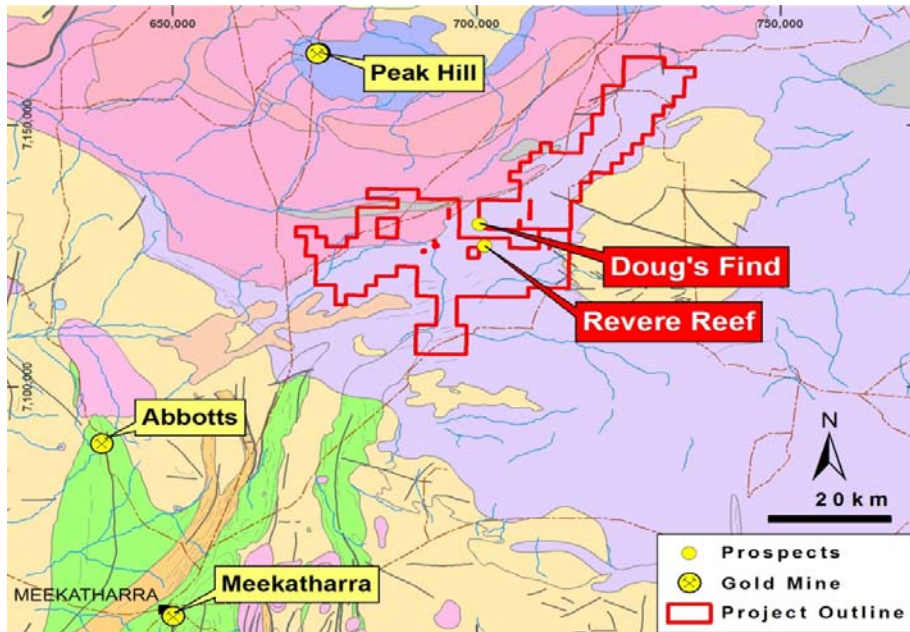 650,000
700,000
750,000
Peak Hill
7,150,000
Doug's Find
Revere Reef
7,100,000
Abbotts
20 km
Meekatharra
MEEKATHARRA
Prospects
Gold Mine
Project Outline